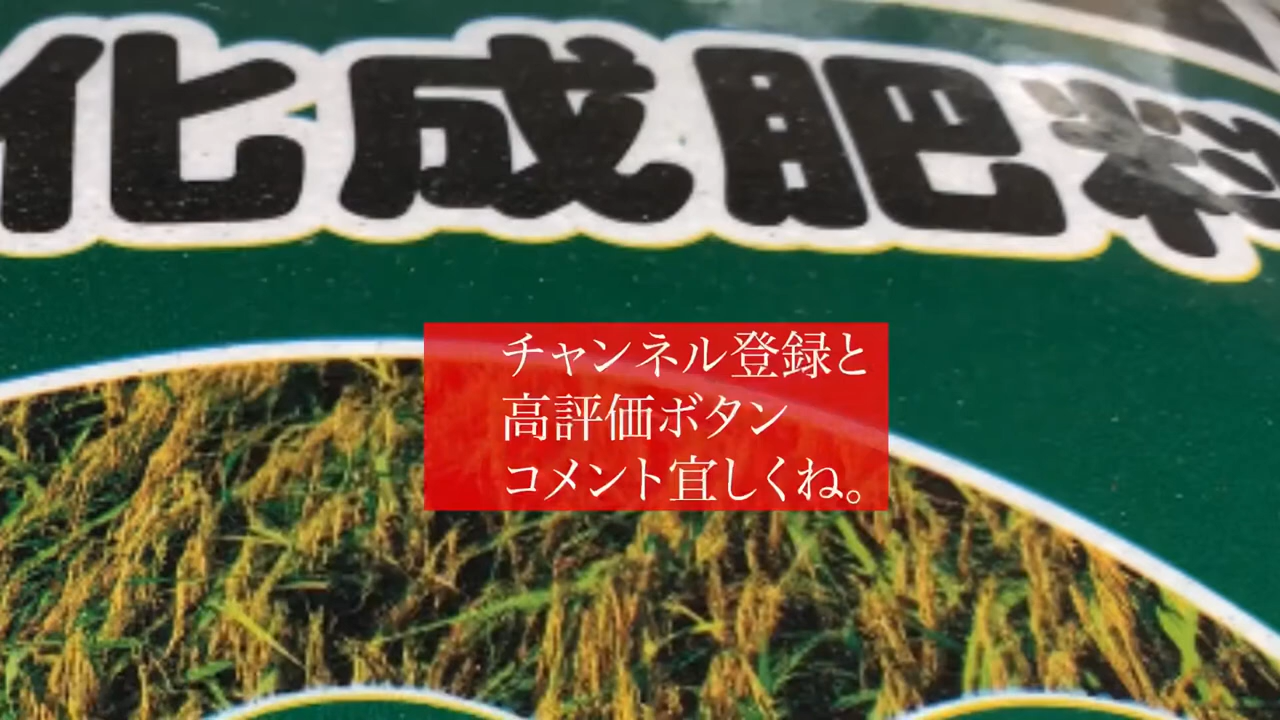 化成肥料
チャンネル登録と
高評価ボタン
コメント宜しくね。